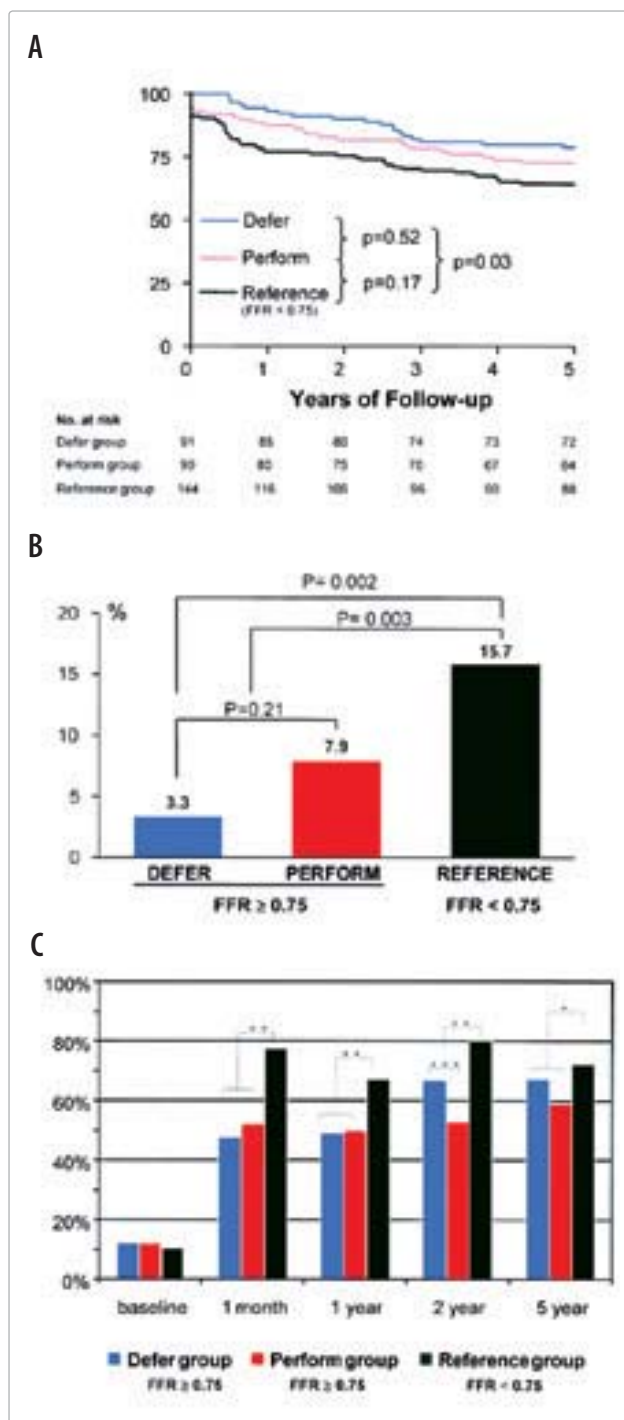 A
100
75
50
25
0
Defer
Perform
Reference
(FFR < 0.75)
p=0.52
p=0.17
p=0.03
0 1 2 3 4 5
Years of Follow-up
No. at risk
Defer group 91 85 80 74 73 72
Perform group 90 80 75 70 67 64
Reference group 144 116 96 88
B
P= 0.002
P= 0.003
P=0.21
%
20
15
10
5
0
3.3
7.9
15.7
DEFER PERFORM REFERENCE
FFR ≥ 0.75 FFR < 0.75
C
100%
80%
60%
40%
20%
0%
* *
* *
* * *
* *
*
baseline 1 month 1 year 2 year 5 year
Defer group Perform group Reference group
FFR ≥ 0.75 FFR ≥ 0.75 FFR < 0.75